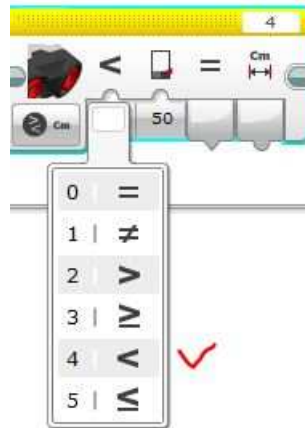 4
< = Cm
Cm 50
0 | =
1 | ≠
2 | >
3 | ≥
4 | <
5 | ≤